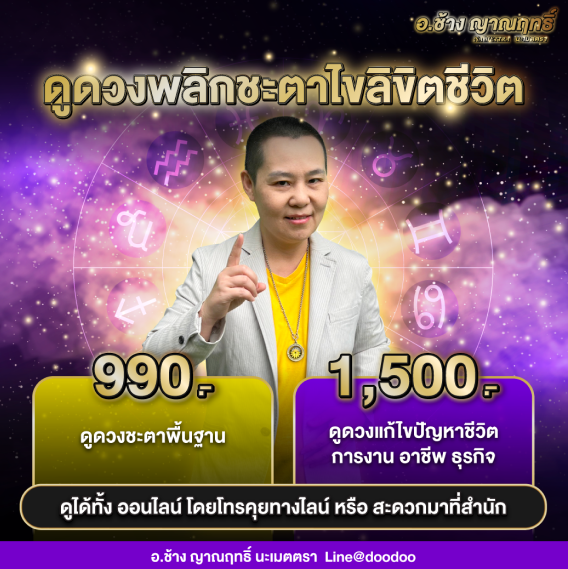 อ.ช้าง ญาณฤทธิ์
ดูดวงพลิกชะตาไขลิขิตชีวิต
990.-
1,500.-
ดูดวงชะตาพื้นฐาน
ดูดวงแก้ไขปัญหาชีวิต
การงาน อาชีพ ธุรกิจ
ดูได้ทั้ง ออนไลน์ โดยโทรคุยทางไลน์ หรือ สะดวกมาที่สำนัก
อ.ช้าง ญาณฤทธิ์ นะเมตตรา Line@doodoo